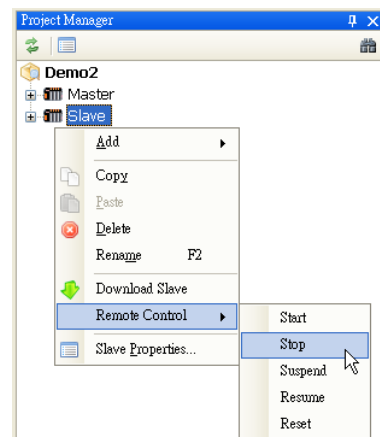 Project Manager
Demo2
Master
Slave
Add
Copy
Paste
Delete
Rename F2
Download Slave
Remote Control
Start
Stop
Slave Properties...
Suspend
Resume
Reset